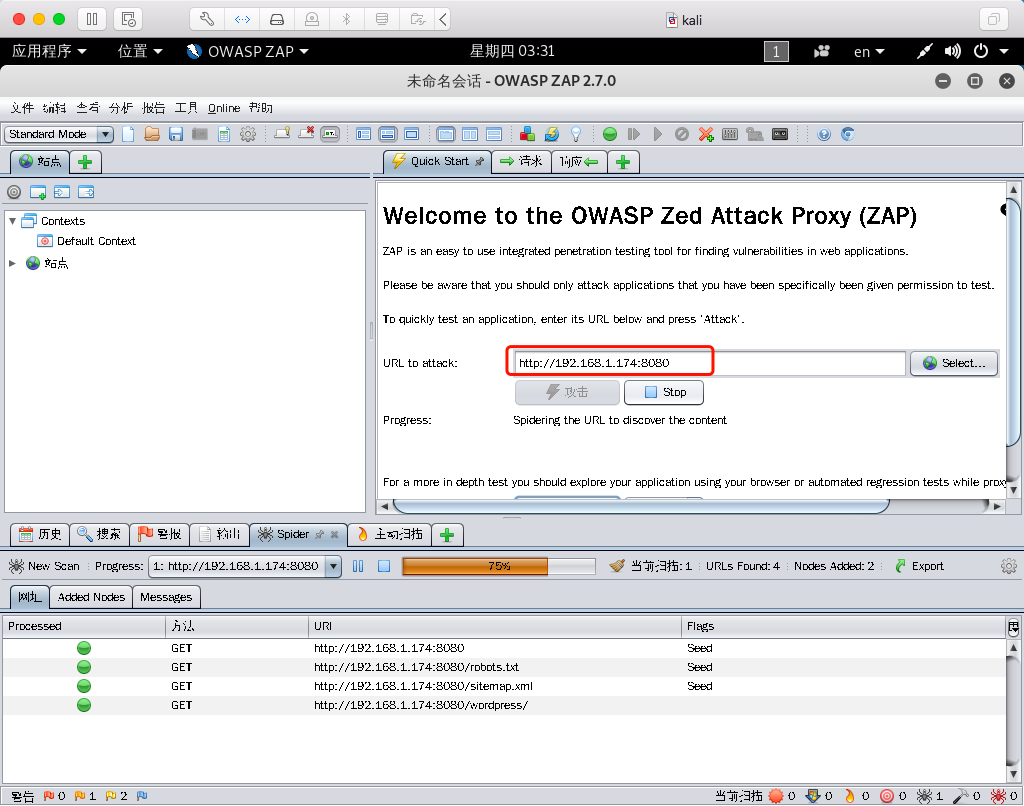 kali
应用程序 位置 OWASP ZAP 星期四 03:31 1 en
未命名会话 - OWASP ZAP 2.7.0
文件 编辑 查看 分析 报告 工具 Online 帮助
Standard Mode
站点 Quick Start 请求 响应
Contexts
Default Context
站点
Welcome to the OWASP Zed Attack Proxy (ZAP)
ZAP is an easy to use integrated penetration testing tool for finding vulnerabilities in web applications.
Please be aware that you should only attack applications that you have been specifically been given permission to test.
To quickly test an application, enter its URL below and press 'Attack'.
URL to attack: http://192.168.1.174:8080 Select...
攻击 Stop
Progress: Spidering the URL to discover the content
For a more in depth test you should explore your application using your browser or automated regression tests while proxy
历史 搜索 警报 输出 Spider 主动扫描
New Scan Progress: 1: http://192.168.1.174:8080 75% 当前扫描: 1 URLs Found: 4 Nodes Added: 2 Export
网址 Added Nodes Messages
Processed 方法 URI Flags
GET http://192.168.1.174:8080 Seed
GET http://192.168.1.174:8080/robots.txt Seed
GET http://192.168.1.174:8080/sitemap.xml Seed
GET http://192.168.1.174:8080/wordpress/
警告 0 1 2 当前扫描 0 0 0 0 1 0 0